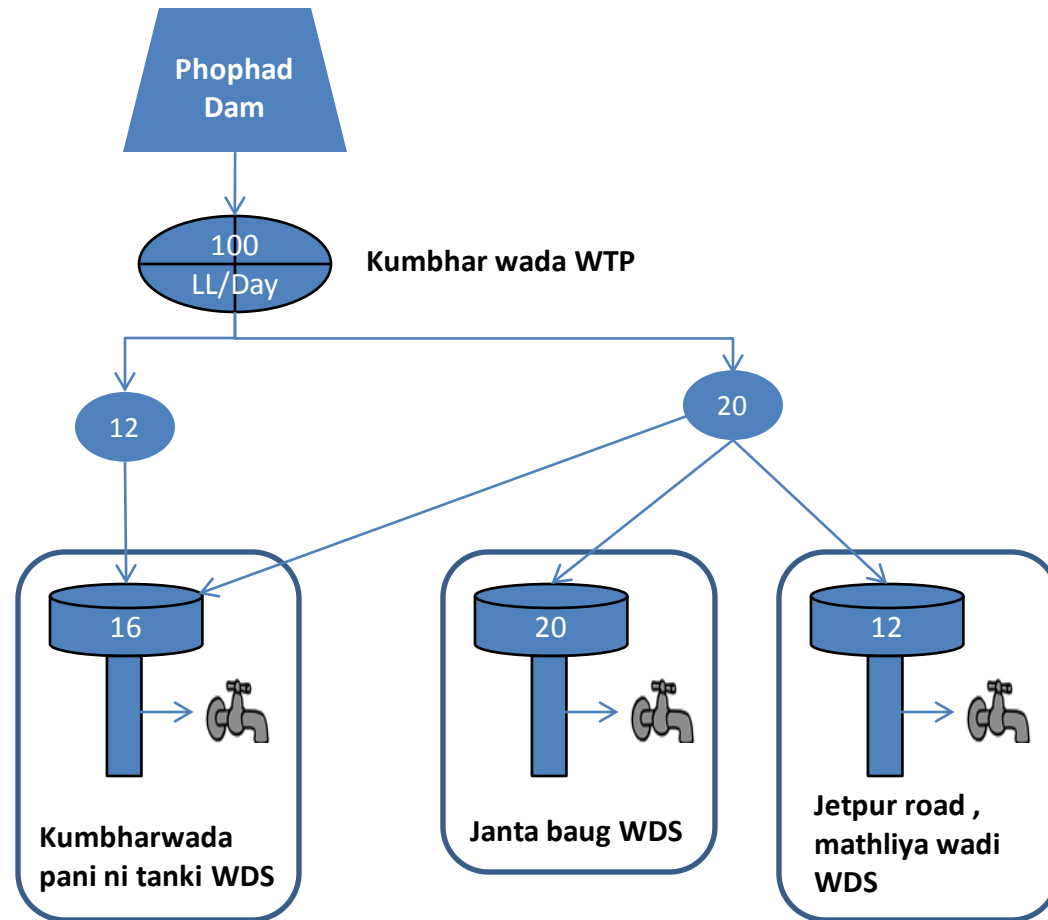 Phophad
Dam
100
LL/Day
Kumbhar wada WTP
12
20
16
20
12
Kumbharwada
pani ni tanki WDS
Janta baug WDS
Jetpur road ,
mathliya wadi
WDS